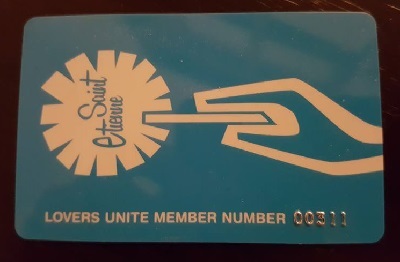 Saint
Etienne
LOVERS UNITE MEMBER NUMBER 00311